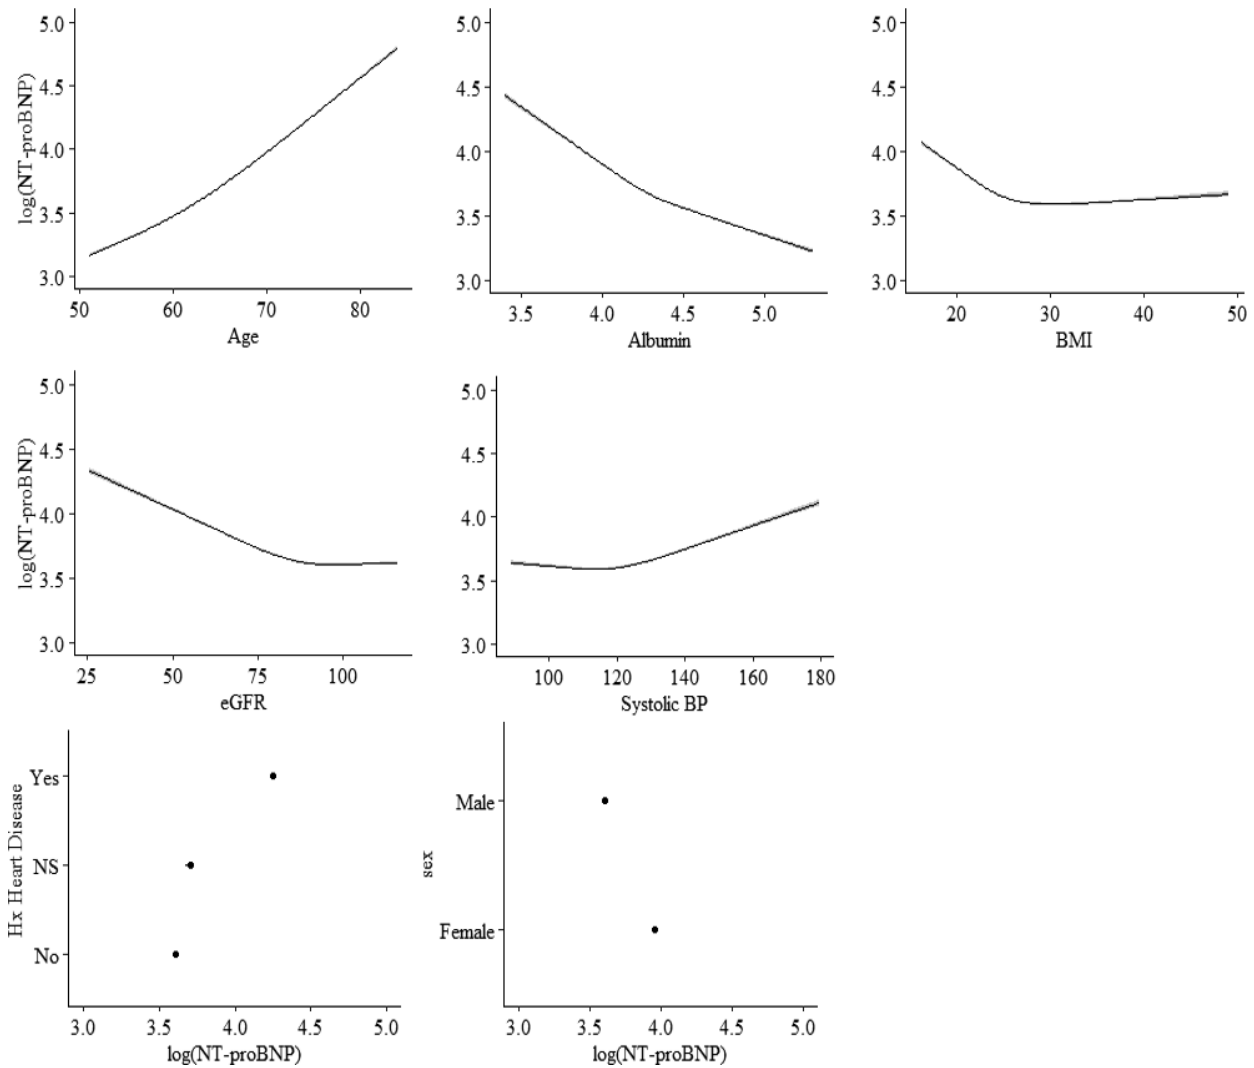 log(NT-proBNP)
5.0
4.5
4.0
3.5
3.0
50 60 70 80
Age
5.0
4.5
4.0
3.5
3.0
3.5 4.0 4.5 5.0
Albumin
5.0
4.5
4.0
3.5
3.0
20 30 40 50
BMI
log(NT-proBNP)
5.0
4.5
4.0
3.5
3.0
25 50 75 100
eGFR
5.0
4.5
4.0
3.5
3.0
100 120 140 160 180
Systolic BP
Hx Heart Disease
Yes
NS
No
3.0 3.5 4.0 4.5 5.0
log(NT-proBNP)
sex
Male
Female
3.0 3.5 4.0 4.5 5.0
log(NT-proBNP)